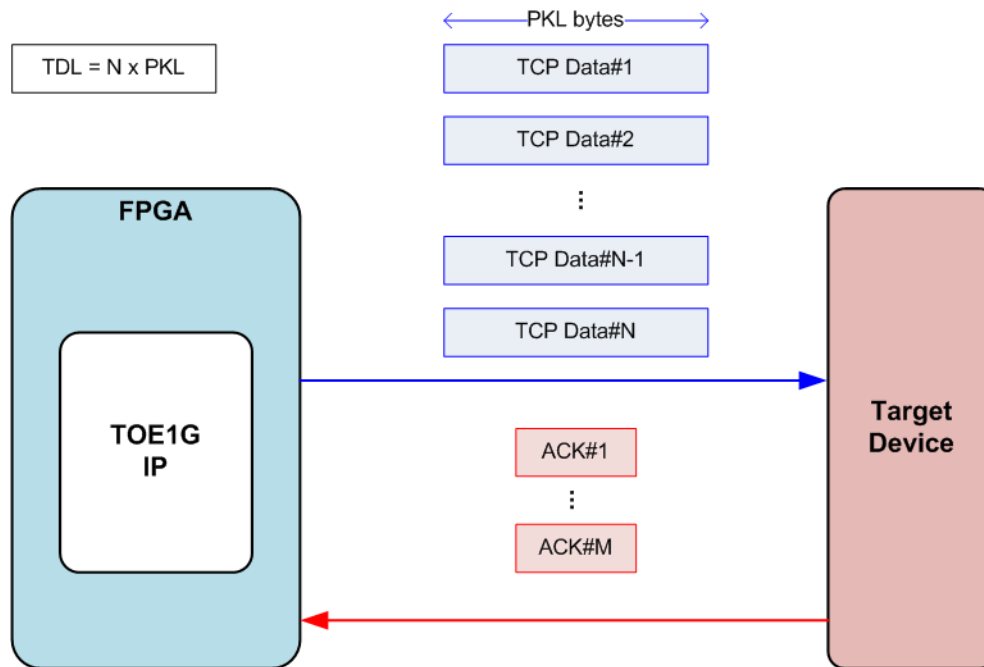 PKL bytes
TDL = N x PKL
TCP Data#1
TCP Data#2
...
TCP Data#N-1
TCP Data#N
FPGA
TOE1G
IP
Target
Device
ACK#1
...
ACK#M